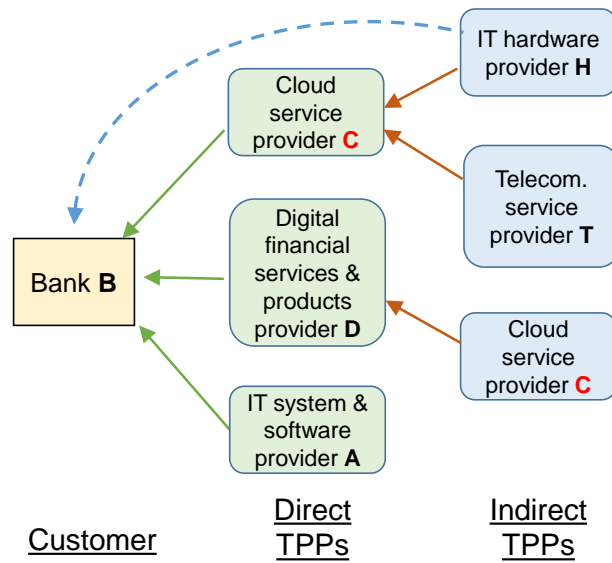 IT hardware
provider H
Cloud
service
provider C
Telecom.
service
provider T
Digital
financial
services &
products
provider D
Bank B
Cloud
service
provider C
IT system &
software
provider A
Customer
Direct
TPPs
Indirect
TPPs